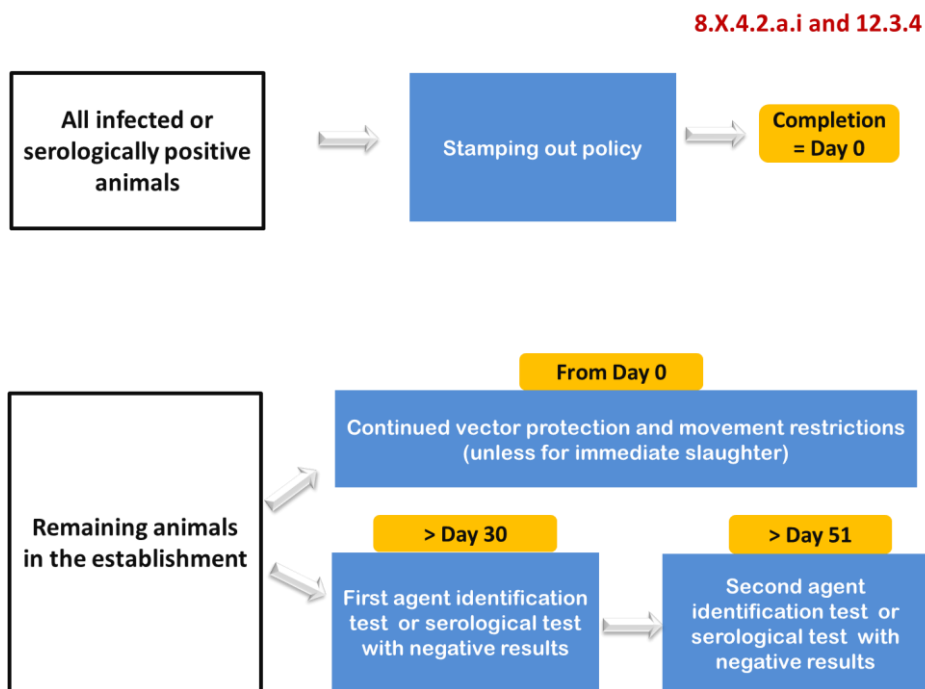 8.X.4.2.a.i and 12.3.4
All infected or
serologically positive
animals
Stamping out policy
Completion
= Day 0
From Day 0
Continued vector protection and movement restrictions
(unless for immediate slaughter)
Remaining animals
in the establishment
> Day 30
First agent identification
test or serological test
with negative results
> Day 51
Second agent
identification test or
serological test with
negative results